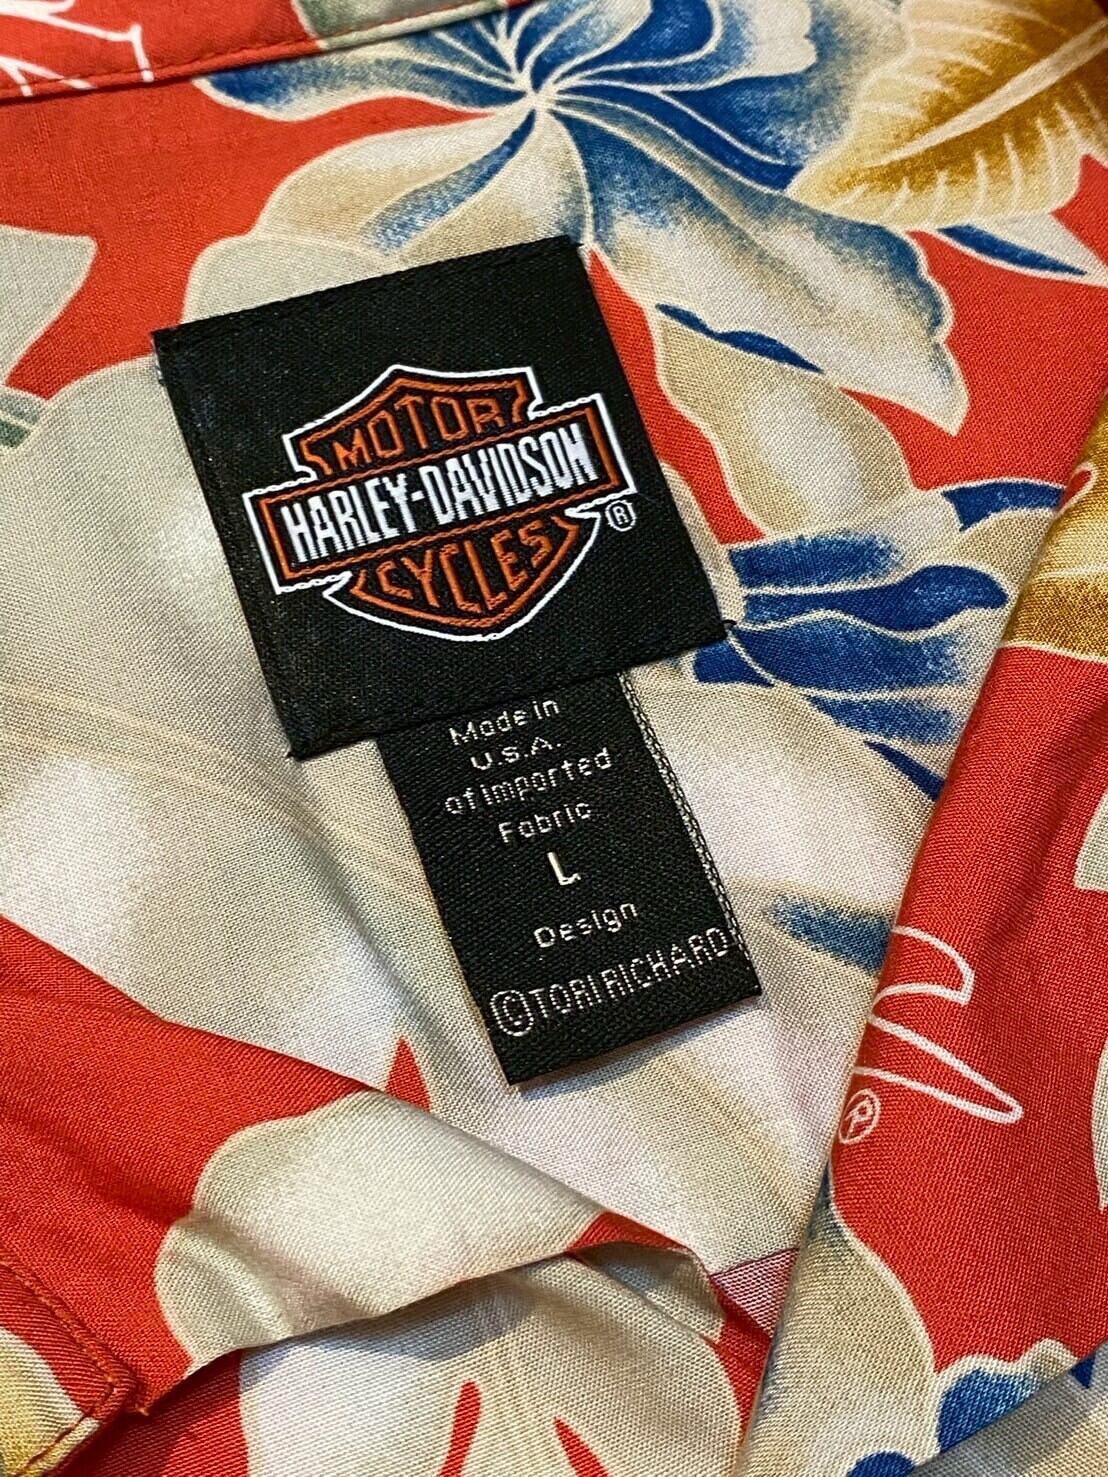 MOTOR
HARLEY-DAVIDSON
CYCLES
®
Made in
U.S.A.
of Imported
Fabric
L
Design
©TORI RICHARD
®